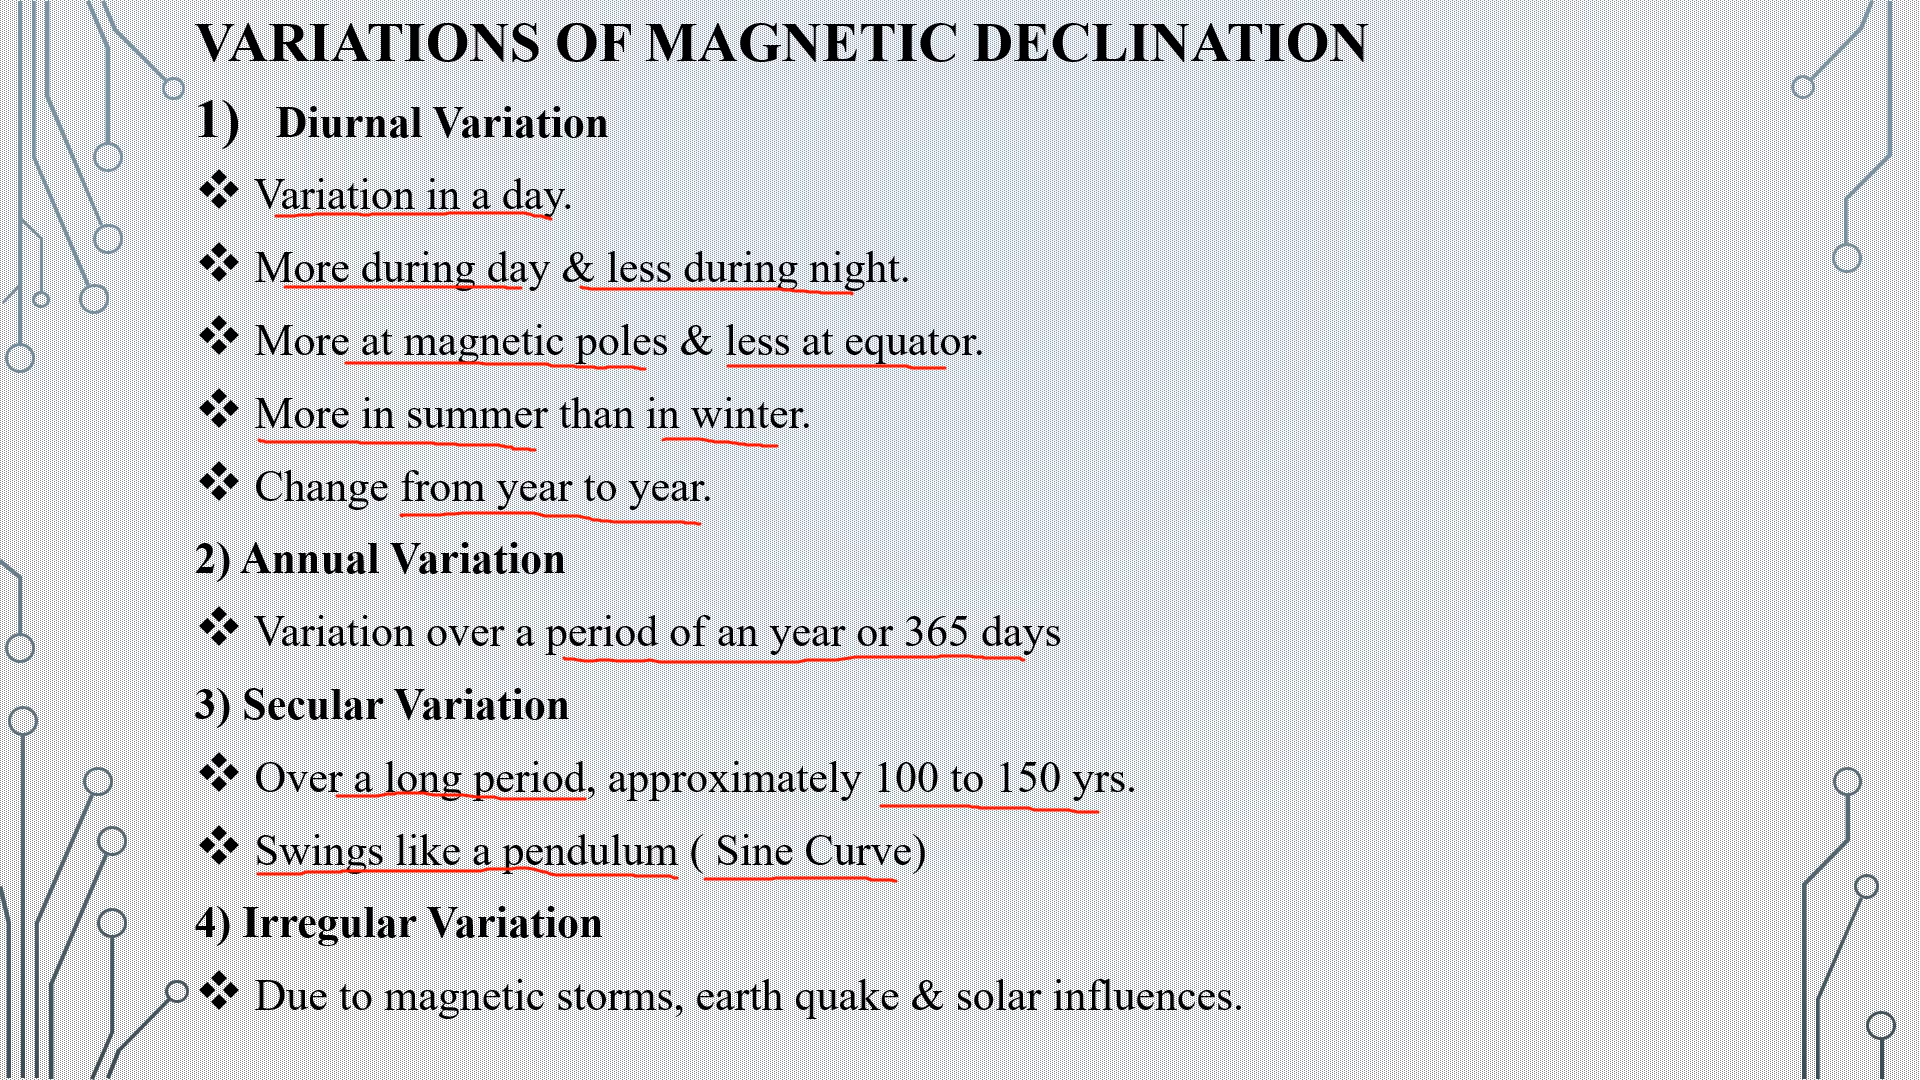 VARIATIONS OF MAGNETIC DECLINATION
1) Diurnal Variation
❖ Variation in a day.
❖ More during day & less during night.
❖ More at magnetic poles & less at equator.
❖ More in summer than in winter.
❖ Change from year to year.
2) Annual Variation
❖ Variation over a period of an year or 365 days
3) Secular Variation
❖ Over a long period, approximately 100 to 150 yrs.
❖ Swings like a pendulum ( Sine Curve)
4) Irregular Variation
❖ Due to magnetic storms, earth quake & solar influences.